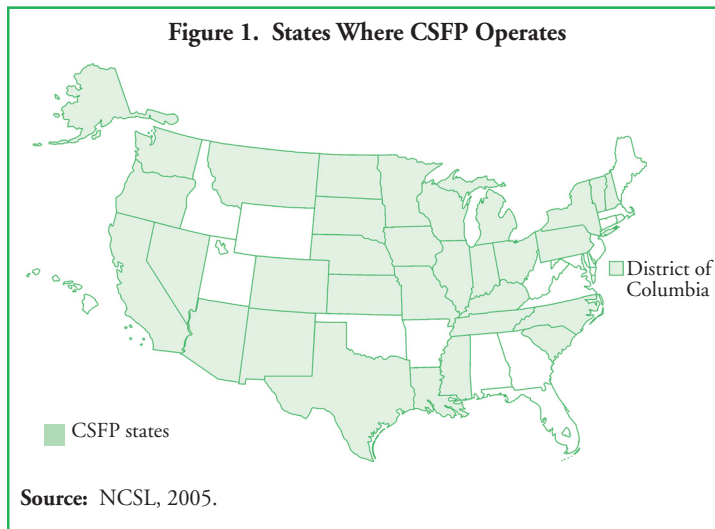 Figure 1. States Where CSFP Operates
District of
Columbia
CSFP states
Source: NCSL, 2005.